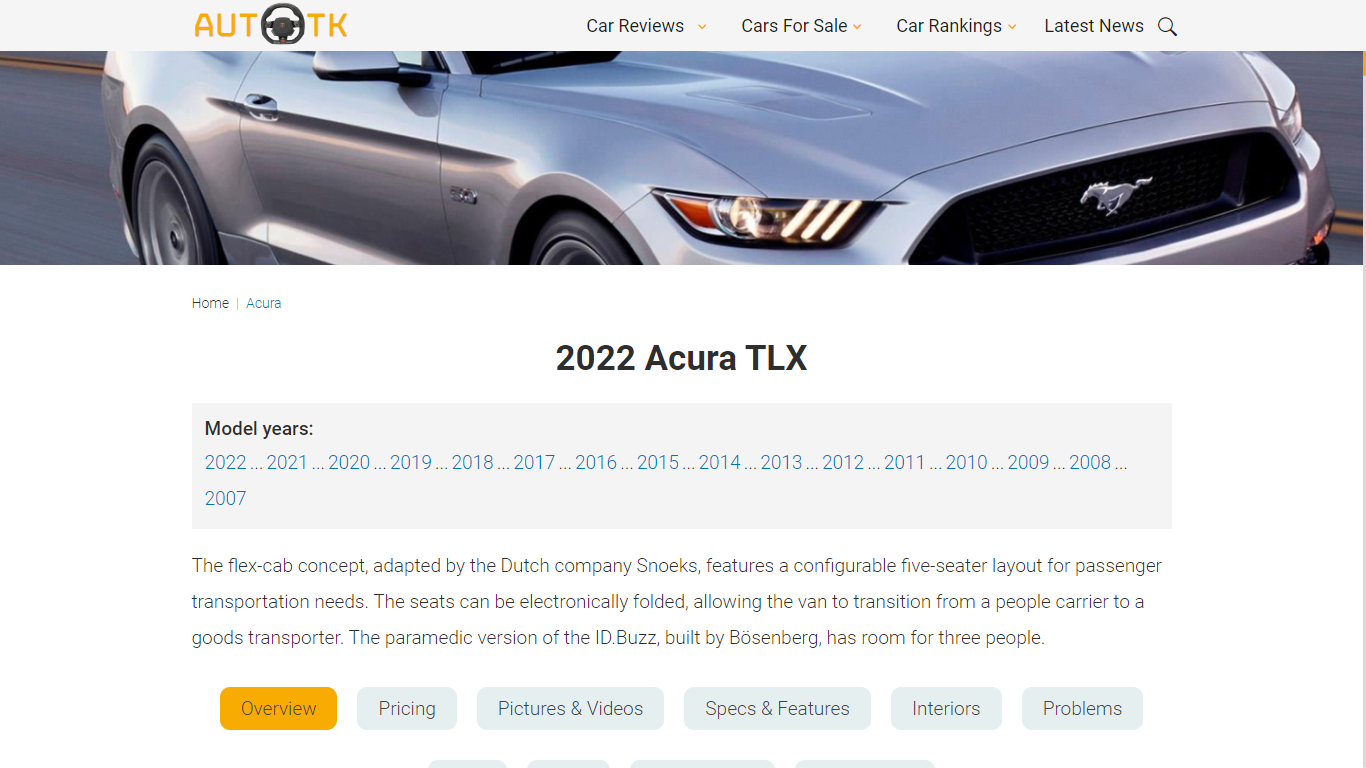 AUTOTK
Car Reviews
Cars For Sale
Car Rankings
Latest News
5.0
Home | Acura
2022 Acura TLX
Model years:
2022 ... 2021 ... 2020 ... 2019 ... 2018 ... 2017 ... 2016 ... 2015 ... 2014 ... 2013 ... 2012 ... 2011 ... 2010 ... 2009 ... 2008 ...
2007
The flex-cab concept, adapted by the Dutch company Snoeks, features a configurable five-seater layout for passenger
transportation needs. The seats can be electronically folded, allowing the van to transition from a people carrier to a
goods transporter. The paramedic version of the ID.Buzz, built by Bösenberg, has room for three people.
Overview
Pricing
Pictures & Videos
Specs & Features
Interiors
Problems